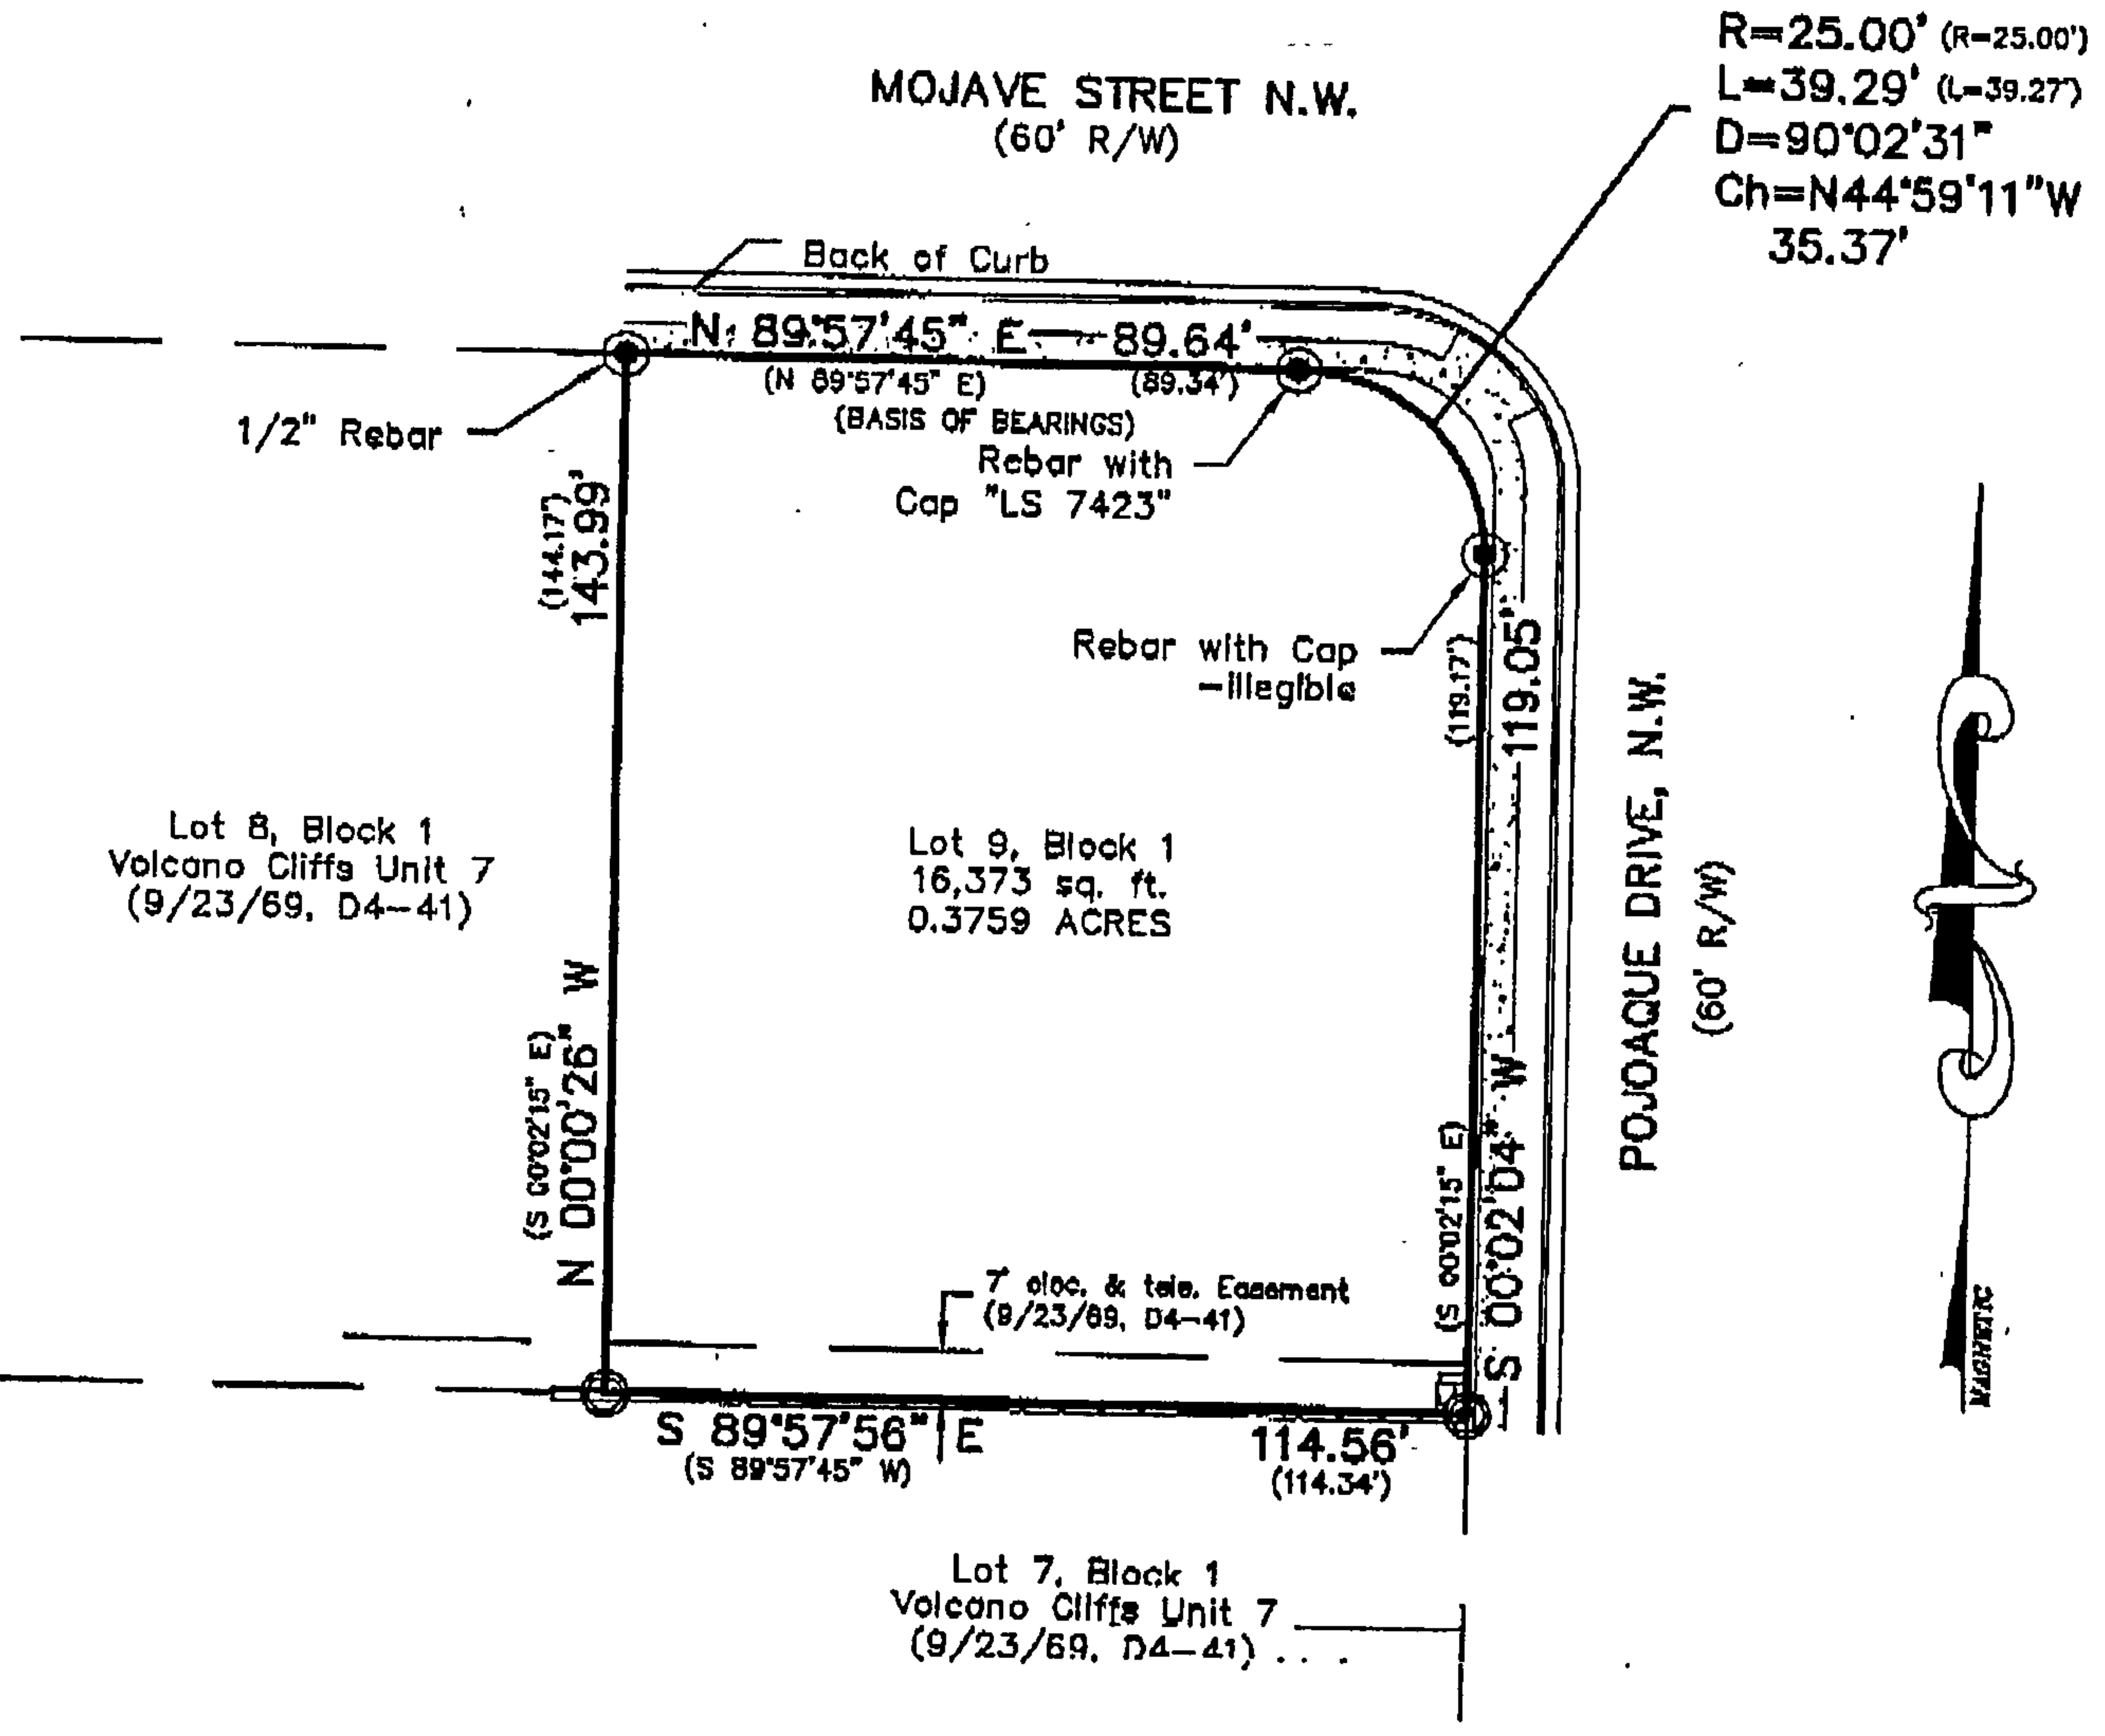 R=25.00' (R=25.00')
L=39.29' (L=39.27')
D=90°02'31"
Ch=N44°59'11"W
35.37'
MOJAVE STREET N.W.
(60' R/W)
Back of Curb
N 89°57'45" E 89.64'
(N 89°57'45" E) (89.34')
(BASIS OF BEARINGS)
1/2" Rebar
Rebar with
Cap "LS 7423"
(144.17')
143.99'
Rebar with Cap
-illegible
(119.17')
119.05'
POJOAQUE DRIVE, N.W.
(60' R/W)
Lot 8, Block 1
Volcano Cliffs Unit 7
(9/23/69, D4-41)
Lot 9, Block 1
16,373 sq. ft.
0.3759 ACRES
(S 00°02'15" E)
N 00°00'26" W
(S 00°02'15" E)
S 00°02'04" W
7' elec. & tele. Easement
(9/23/69, D4-41)
MAGNETIC
S 89°57'56" E 114.56'
(S 89°57'45" W) (114.34')
Lot 7, Block 1
Volcano Cliffs Unit 7
(9/23/69, D4-41)